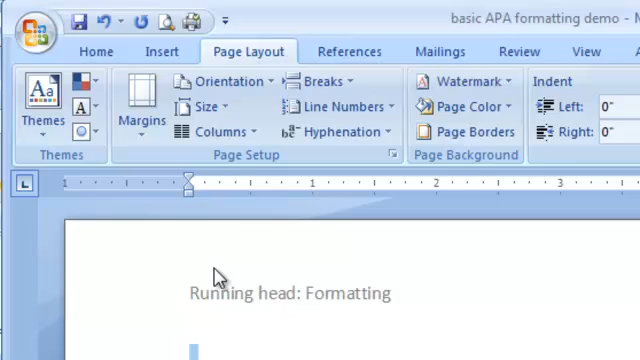 basic APA formatting demo - M
Home Insert Page Layout References Mailings Review View
Themes
Margins
Orientation
Size
Columns
Breaks
Line Numbers
Hyphenation
Watermark
Page Color
Page Borders
Indent
Left: 0"
Right: 0"
Themes Page Setup Page Background
1 1 2 3
Running head: Formatting